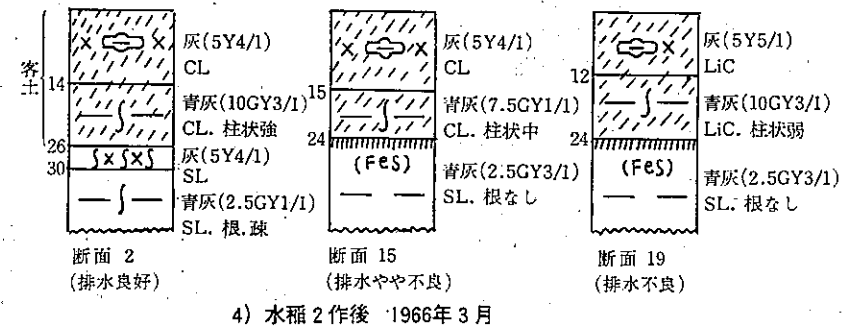 客土
14
26
30
灰(5Y4/1)
CL
青灰(10GY3/1)
CL. 柱状強
灰(5Y4/1)
SL
青灰(2.5GY1/1)
SL. 根.疎
断面 2
(排水良好)
15
24
(FeS)
灰(5Y4/1)
CL
青灰(7.5GY1/1)
CL. 柱状中
青灰(2.5GY3/1)
SL. 根なし
断面 15
(排水やや不良)
12
24
(FeS)
灰(5Y5/1)
LiC
青灰(10GY3/1)
LiC. 柱状弱
青灰(2.5GY3/1)
SL. 根なし
断面 19
(排水不良)
4) 水稲2作後 1966年3月